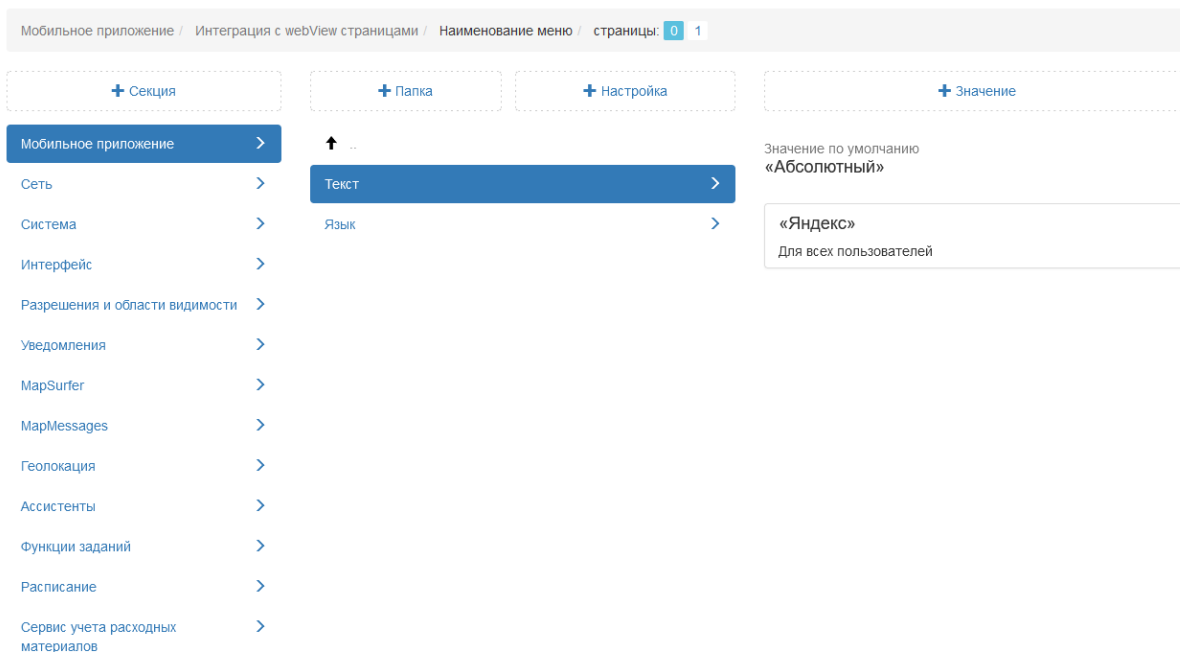 Мобильное приложение / Интеграция с webView страницами / Наименование меню / страницы: 0 1
+ Секция
+ Папка
+ Настройка
+ Значение
Мобильное приложение
Сеть
Система
Интерфейс
Разрешения и области видимости
Уведомления
MapSurfer
MapMessages
Геолокация
Ассистенты
Функции заданий
Расписание
Сервис учета расходных
материалов
..
Текст
Язык
Значение по умолчанию
«Абсолютный»
«Яндекс»
Для всех пользователей